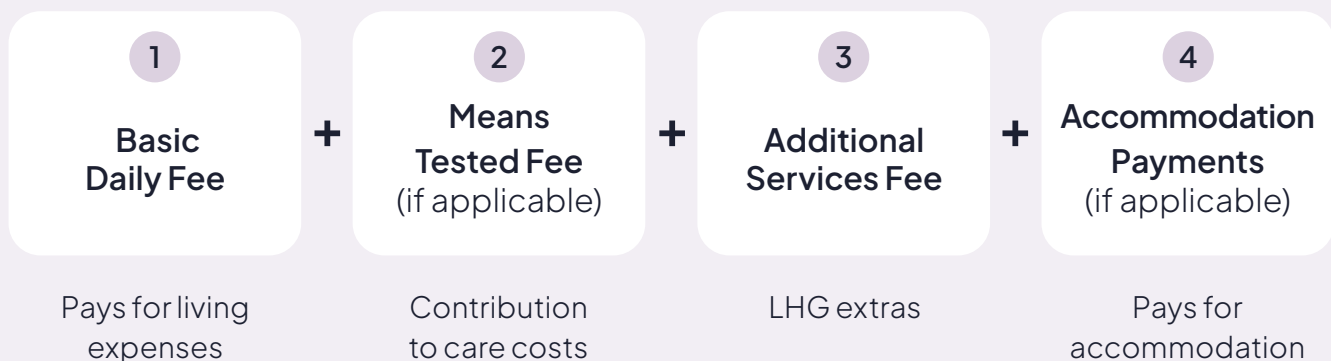 1
Basic
Daily Fee
Pays for living
expenses
+
2
Means
Tested Fee
(if applicable)
Contribution
to care costs
+
3
Additional
Services Fee
LHG extras
+
4
Accommodation
Payments
(if applicable)
Pays for
accommodation